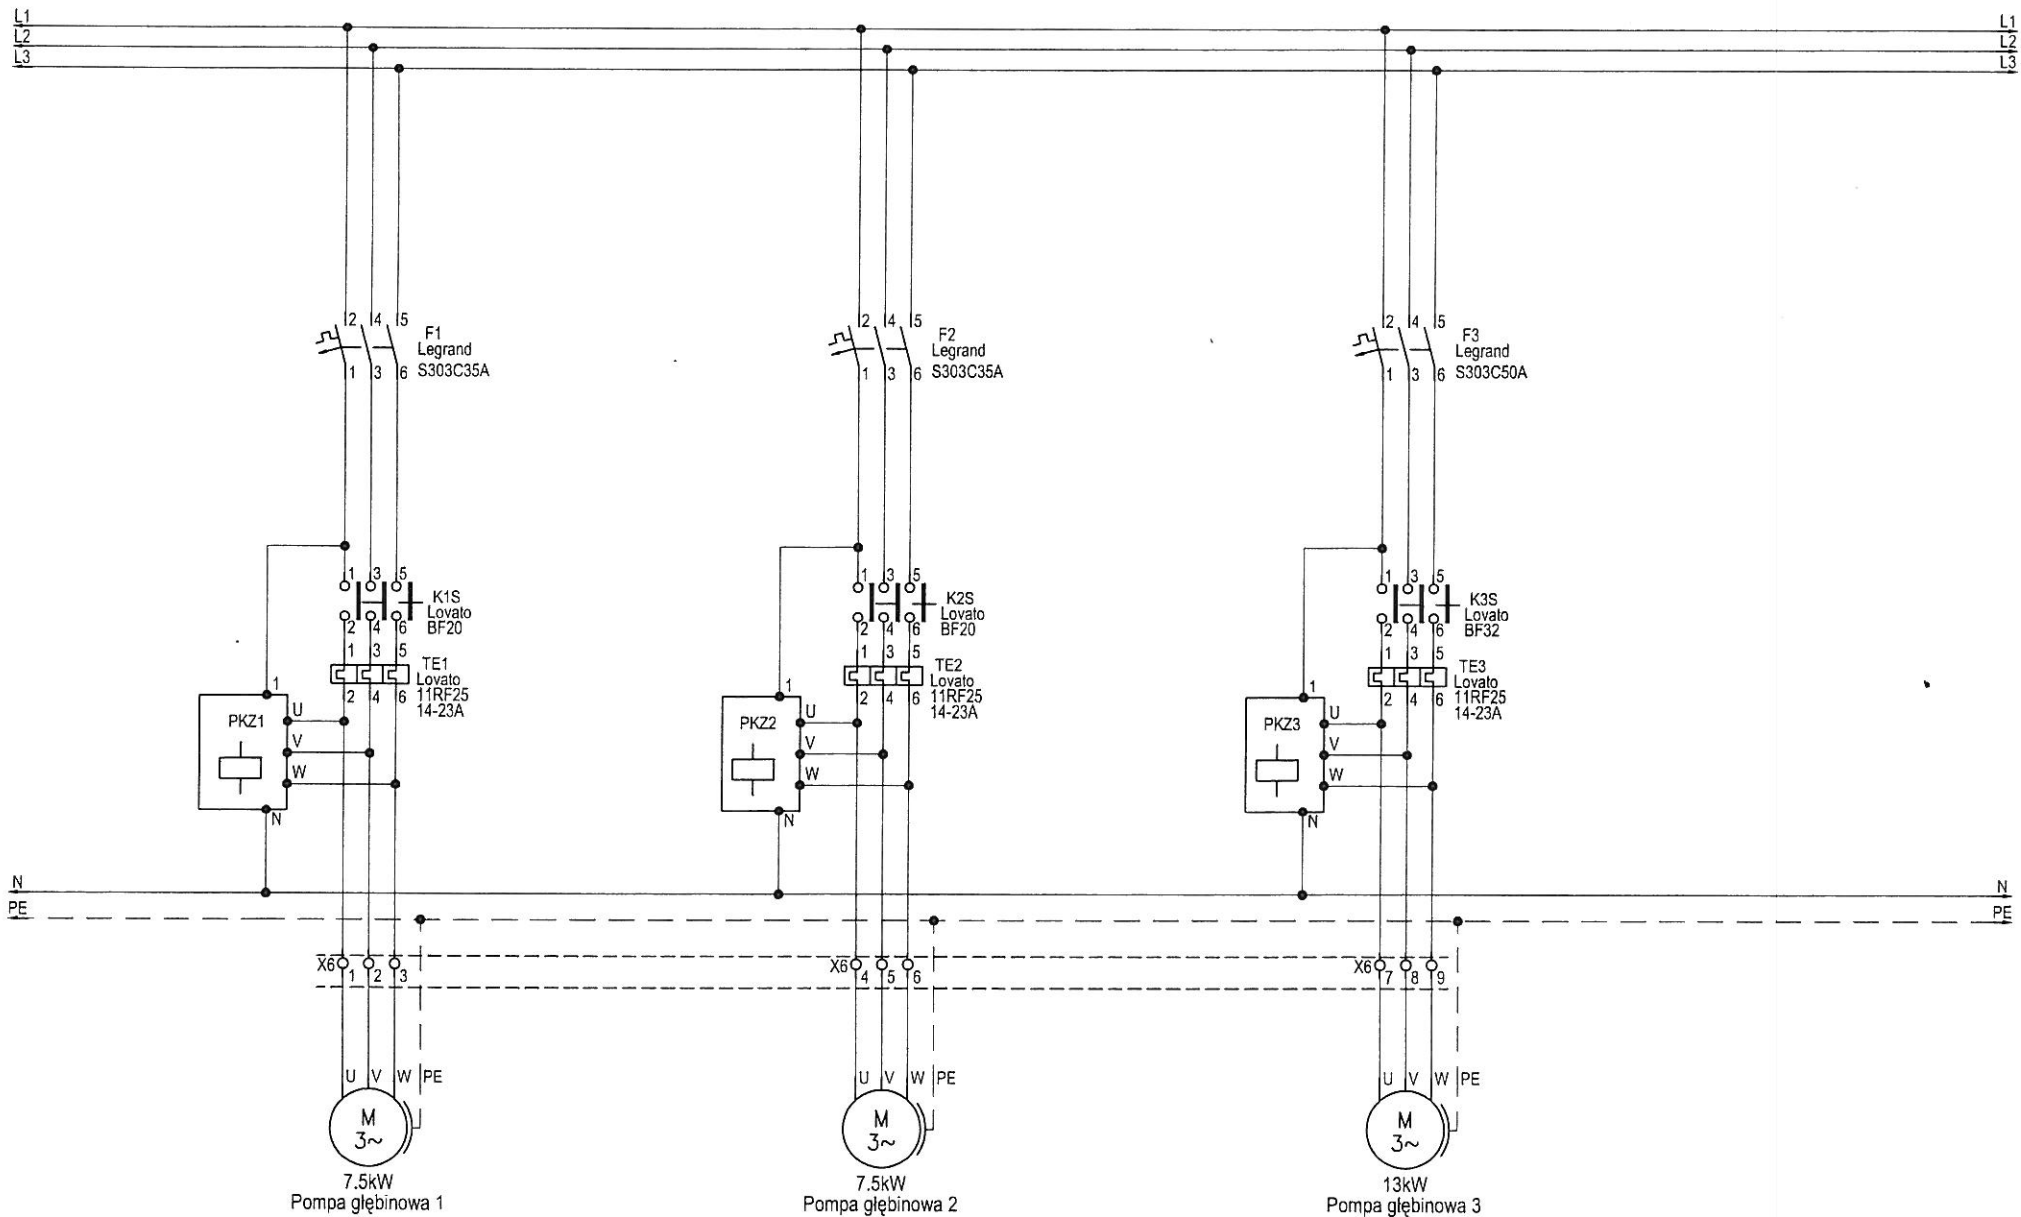 L1 L1
L2 L2
L3 L3
2 4 5 F1 2 4 5 F2 2 4 5 F3
Legrand Legrand Legrand
1 3 6 S303C35A 1 3 6 S303C35A 1 3 6 S303C50A
1 3 5 1 3 5 1 3 5
K1S K2S K3S
Lovato Lovato Lovato
2 4 6 BF20 2 4 6 BF20 2 4 6 BF32
1 3 5 TE1 1 3 5 TE2 1 3 5 TE3
Lovato Lovato Lovato
1 2 4 6 11RF25 1 2 4 6 11RF25 1 2 4 6 11RF25
14-23A 14-23A 14-23A
PKZ1 U PKZ2 U PKZ3 U
V V V
W W W
N N N
N N
PE PE
X6 1 2 3 X6 4 5 6 X6 7 8 9
U V W PE U V W PE U V W PE
M M M
3~ 3~ 3~
7.5kW 7.5kW 13kW
Pompa głębinowa 1 Pompa głębinowa 2 Pompa głębinowa 3